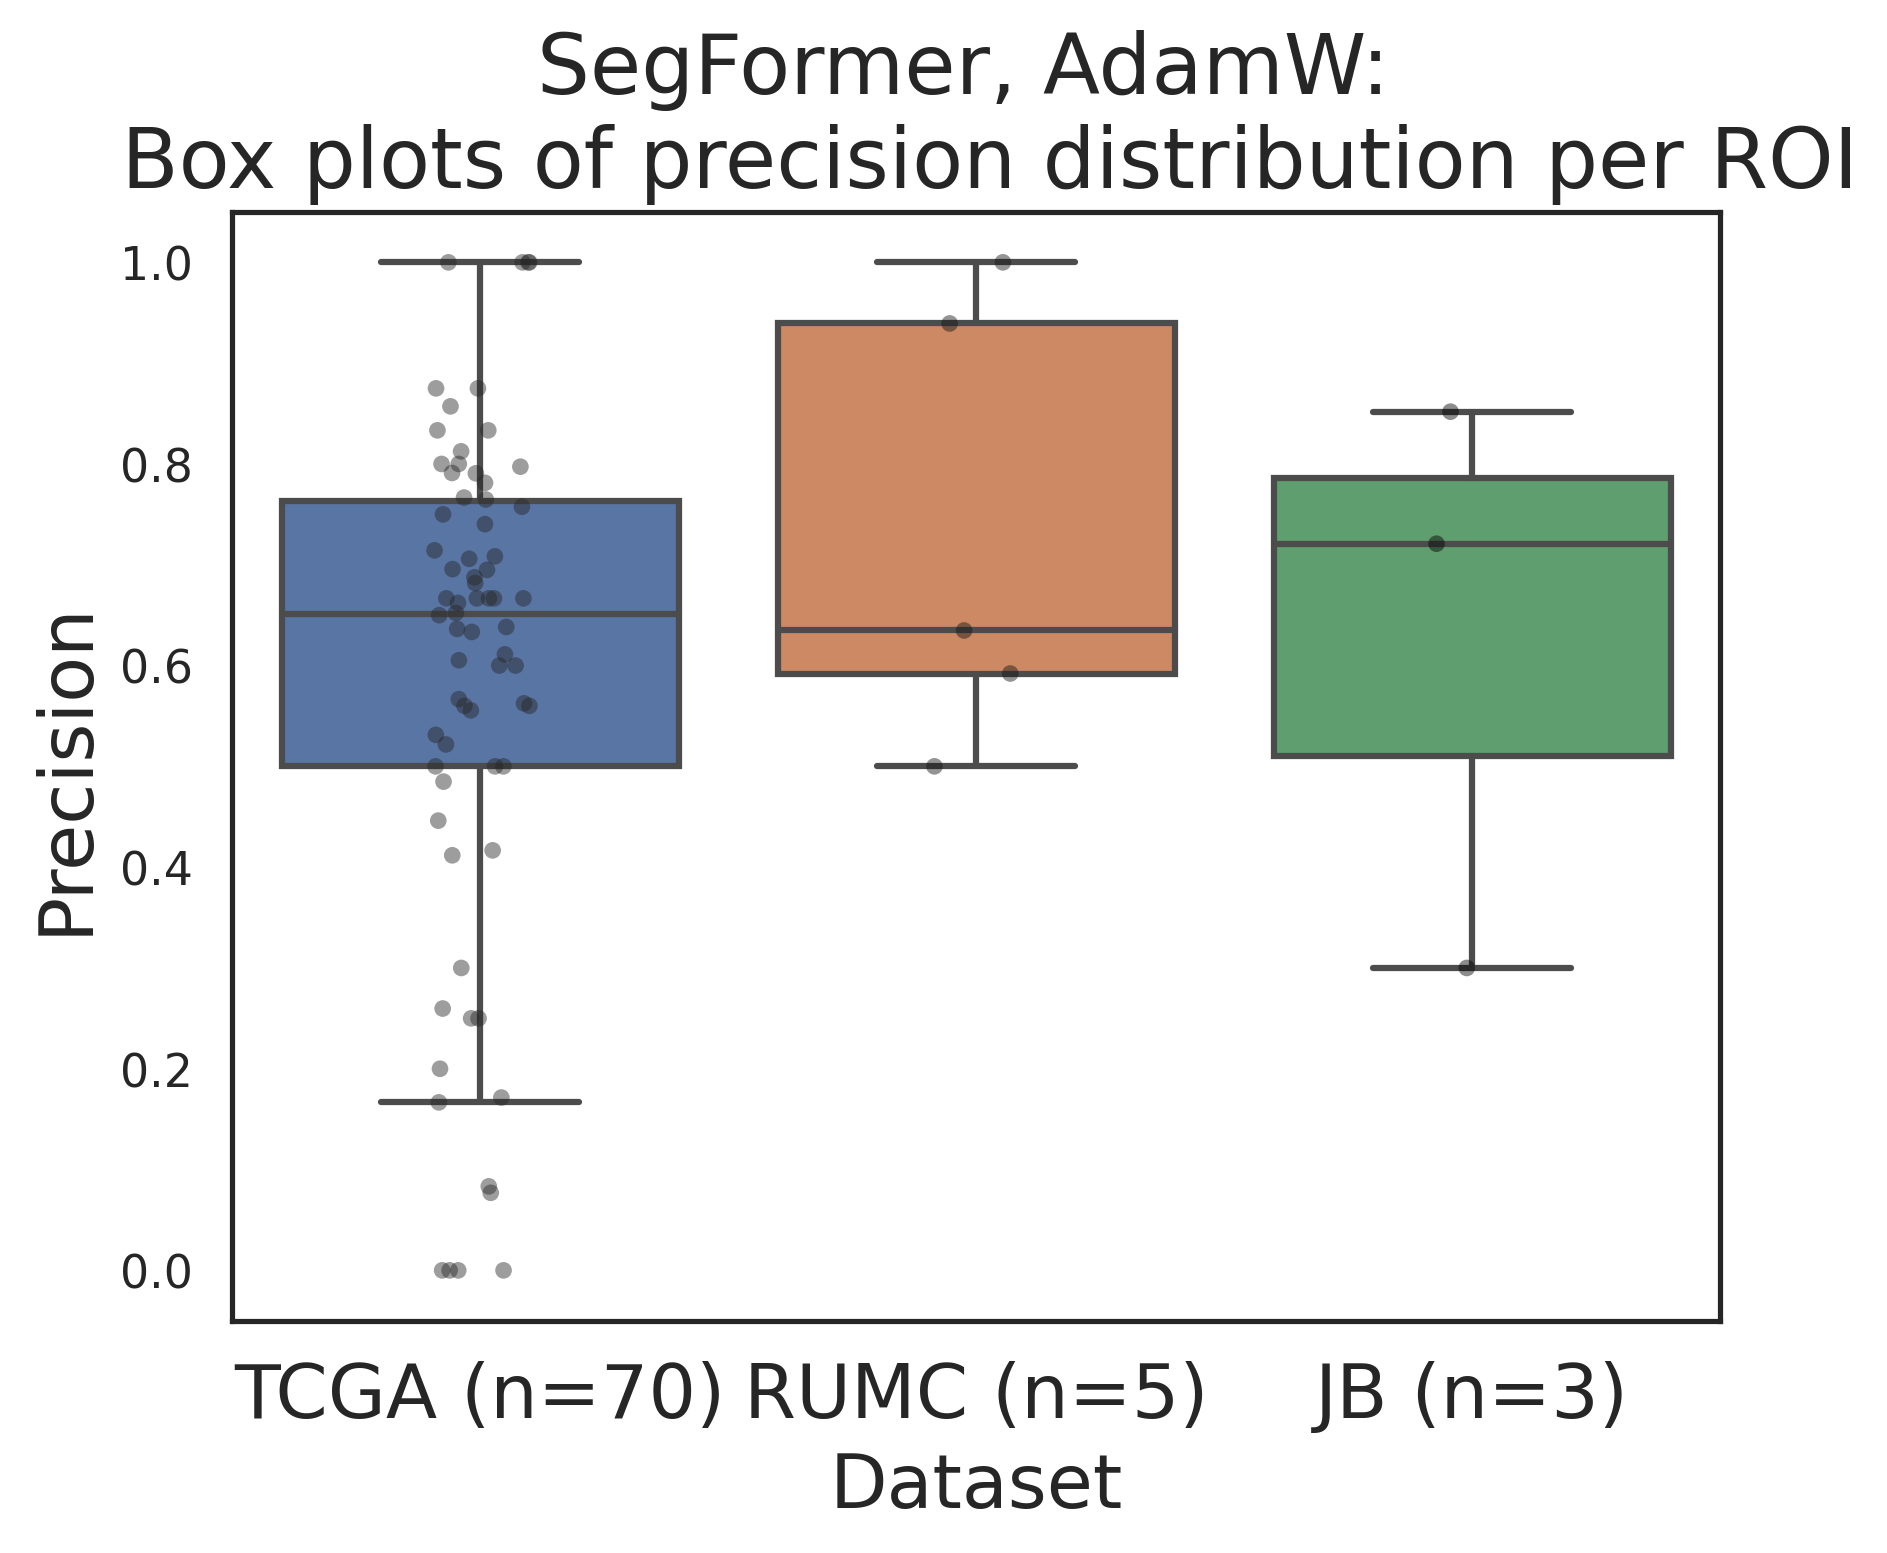 SegFormer, AdamW:
Box plots of precision distribution per ROI
Precision
1.0
0.8
0.6
0.4
0.2
0.0
TCGA (n=70) RUMC (n=5) JB (n=3)
Dataset